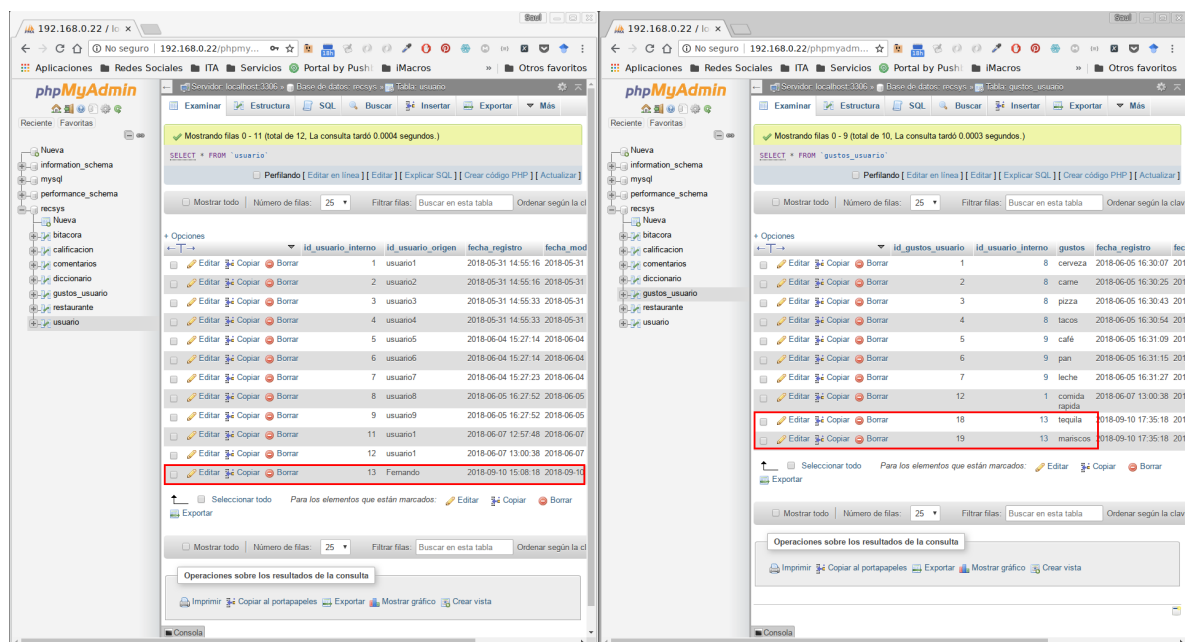 Saul
192.168.0.22 / lo ×
No seguro | 192.168.0.22/phpmy...
Aplicaciones Redes Sociales ITA Servicios Portal by Pushi iMacros » Otros favoritos
phpMyAdmin
Reciente Favoritas
Nueva
information_schema
mysql
performance_schema
recsys
Nueva
bitacora
calificacion
comentarios
diccionario
gustos_usuario
restaurante
usuario
Servidor: localhost:3306 » Base de datos: recsys » Tabla: usuario
Examinar Estructura SQL Buscar Insertar Exportar Más
Mostrando filas 0 - 11 (total de 12, La consulta tardó 0.0004 segundos.)
SELECT * FROM `usuario`
Perfilando [ Editar en línea ] [ Editar ] [ Explicar SQL ] [ Crear código PHP ] [ Actualizar ]
Mostrar todo | Número de filas: 25 Filtrar filas: Buscar en esta tabla Ordenar según la cl
+ Opciones
←T→ id_usuario_interno id_usuario_origen fecha_registro fecha_mod
Editar Copiar Borrar 1 usuario1 2018-05-31 14:55:16 2018-05-31
Editar Copiar Borrar 2 usuario2 2018-05-31 14:55:16 2018-05-31
Editar Copiar Borrar 3 usuario3 2018-05-31 14:55:33 2018-05-31
Editar Copiar Borrar 4 usuario4 2018-05-31 14:55:33 2018-05-31
Editar Copiar Borrar 5 usuario5 2018-06-04 15:27:14 2018-06-04
Editar Copiar Borrar 6 usuario6 2018-06-04 15:27:14 2018-06-04
Editar Copiar Borrar 7 usuario7 2018-06-04 15:27:23 2018-06-04
Editar Copiar Borrar 8 usuario8 2018-06-05 16:27:52 2018-06-05
Editar Copiar Borrar 9 usuario9 2018-06-05 16:27:52 2018-06-05
Editar Copiar Borrar 11 usuario1 2018-06-07 12:57:48 2018-06-07
Editar Copiar Borrar 12 usuario1 2018-06-07 13:00:38 2018-06-07
Editar Copiar Borrar 13 Fernando 2018-09-10 15:08:18 2018-09-10
Seleccionar todo Para los elementos que están marcados: Editar Copiar Borrar
Exportar
Mostrar todo | Número de filas: 25 Filtrar filas: Buscar en esta tabla Ordenar según la cl
Operaciones sobre los resultados de la consulta
Imprimir Copiar al portapapeles Exportar Mostrar gráfico Crear vista
Consola
Saul
192.168.0.22 / lo ×
No seguro | 192.168.0.22/phpmyadm...
Aplicaciones Redes Sociales ITA Servicios Portal by Pushi iMacros » Otros favoritos
phpMyAdmin
Reciente Favoritas
Nueva
information_schema
mysql
performance_schema
recsys
Nueva
bitacora
calificacion
comentarios
diccionario
gustos_usuario
restaurante
usuario
Servidor: localhost:3306 » Base de datos: recsys » Tabla: gustos_usuario
Examinar Estructura SQL Buscar Insertar Exportar Más
Mostrando filas 0 - 9 (total de 10, La consulta tardó 0.0003 segundos.)
SELECT * FROM `gustos_usuario`
Perfilando [ Editar en línea ] [ Editar ] [ Explicar SQL ] [ Crear código PHP ] [ Actualizar ]
Mostrar todo | Número de filas: 25 Filtrar filas: Buscar en esta tabla Ordenar según la clav
+ Opciones
←T→ id_gustos_usuario id_usuario_interno gustos fecha_registro fec
Editar Copiar Borrar 1 8 cerveza 2018-06-05 16:30:07 201
Editar Copiar Borrar 2 8 carne 2018-06-05 16:30:25 201
Editar Copiar Borrar 3 8 pizza 2018-06-05 16:30:43 201
Editar Copiar Borrar 4 8 tacos 2018-06-05 16:30:54 201
Editar Copiar Borrar 5 9 café 2018-06-05 16:31:09 201
Editar Copiar Borrar 6 9 pan 2018-06-05 16:31:15 201
Editar Copiar Borrar 7 9 leche 2018-06-05 16:31:27 201
Editar Copiar Borrar 12 1 comida rapida 2018-06-07 13:00:38 201
Editar Copiar Borrar 18 13 tequila 2018-09-10 17:35:18 201
Editar Copiar Borrar 19 13 mariscos 2018-09-10 17:35:18 201
Seleccionar todo Para los elementos que están marcados: Editar Copiar Borrar
Exportar
Mostrar todo | Número de filas: 25 Filtrar filas: Buscar en esta tabla Ordenar según la clav
Operaciones sobre los resultados de la consulta
Imprimir Copiar al portapapeles Exportar Mostrar gráfico Crear vista
Consola